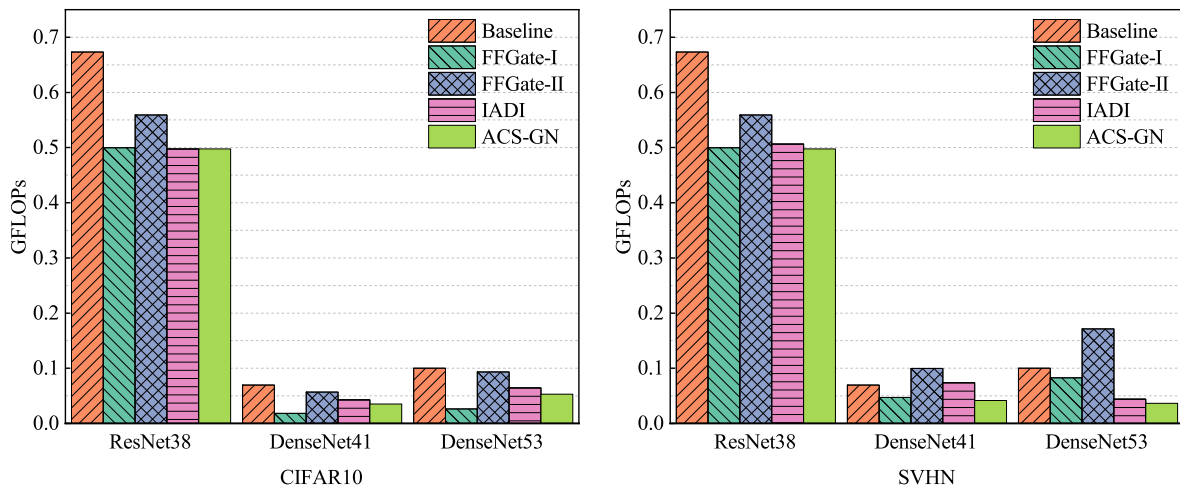 GFLOPs
0.7
0.6
0.5
0.4
0.3
0.2
0.1
0.0
Baseline
FFGate-I
FFGate-II
IADI
ACS-GN
ResNet38 DenseNet41 DenseNet53
CIFAR10
GFLOPs
0.7
0.6
0.5
0.4
0.3
0.2
0.1
0.0
Baseline
FFGate-I
FFGate-II
IADI
ACS-GN
ResNet38 DenseNet41 DenseNet53
SVHN